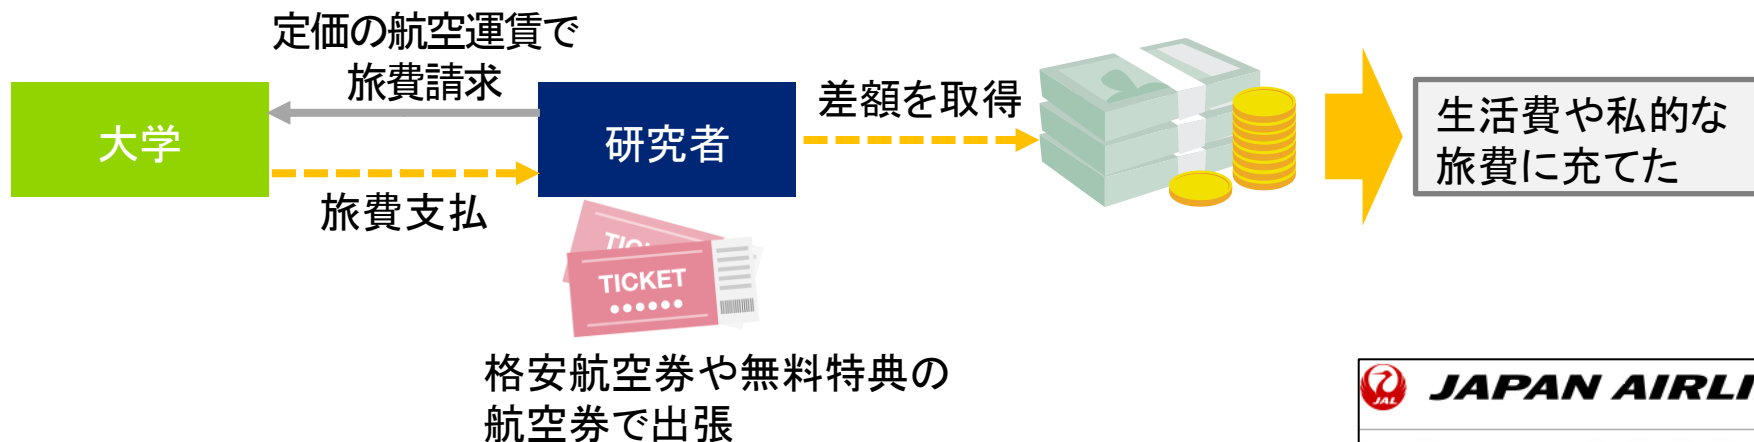 定価の航空運賃で
旅費請求
大学
研究者
差額を取得
生活費や私的な
旅費に充てた
旅費支払
TICKET
格安航空券や無料特典の
航空券で出張
JAL
JAPAN AIRLI